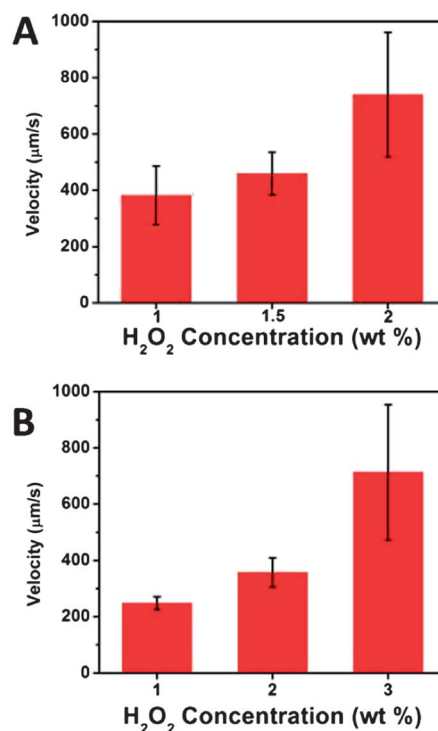 A
1000
800
600
400
200
0
Velocity (μm/s)
1 1.5 2
H₂O₂ Concentration (wt %)
B
1000
800
600
400
200
0
Velocity (μm/s)
1 2 3
H₂O₂ Concentration (wt %)